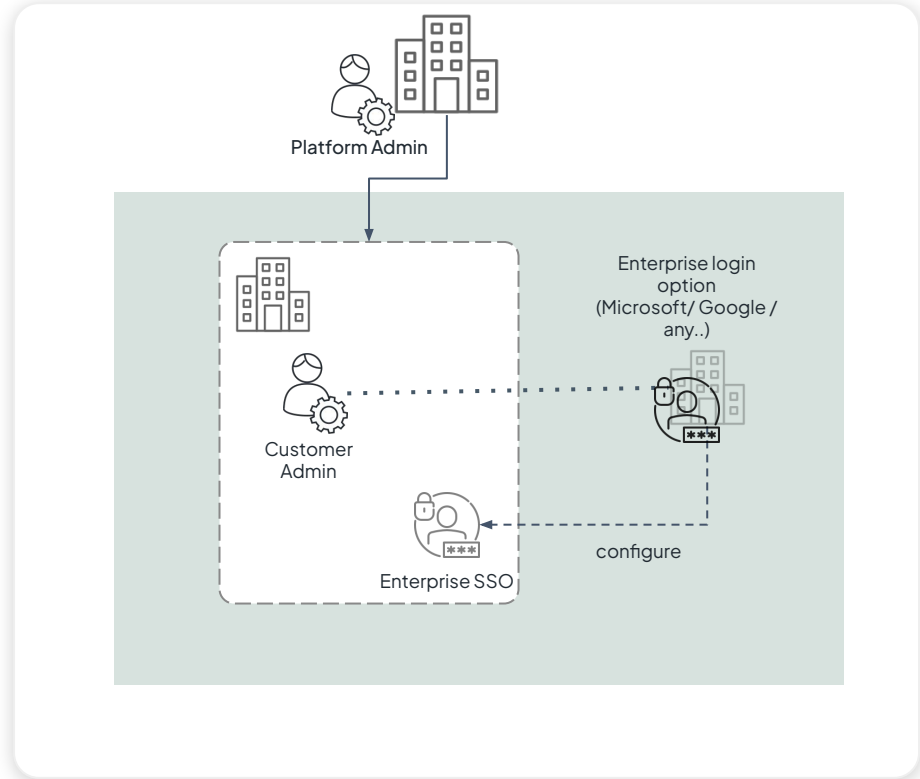 Platform Admin
Enterprise login
option
(Microsoft/ Google /
any..)
***
Customer
Admin
***
configure
Enterprise SSO